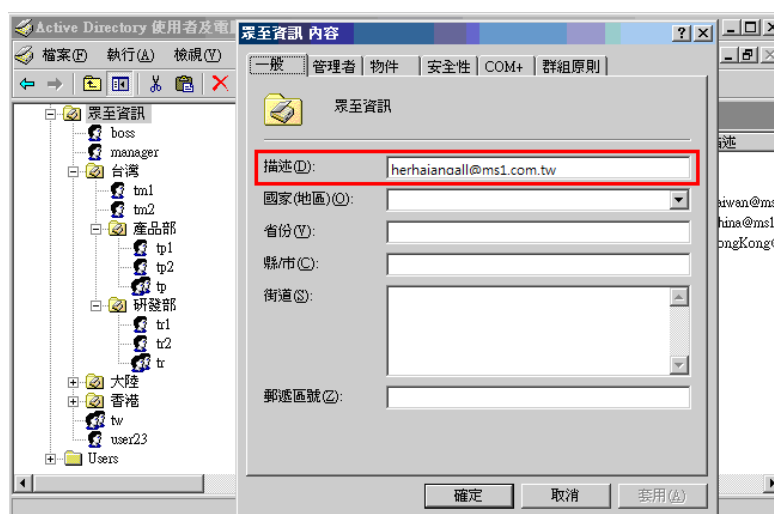 Active Directory 使用者及電
檔案(F) 執行(A) 檢視(V)
眾至資訊
boss
manager
台灣
tm1
tm2
產品部
tp1
tp2
tp
研發部
tr1
tr2
tr
大陸
香港
tw
user23
Users
眾至資訊 內容
一般 管理者 物件 安全性 COM+ 群組原則
眾至資訊
描述(D): herhaiangall@ms1.com.tw
國家(地區)(O):
省份(V):
縣/市(C):
街道(S):
郵遞區號(Z):
確定 取消 套用(A)
述
aiwan@ms
hina@ms1
ongKong@